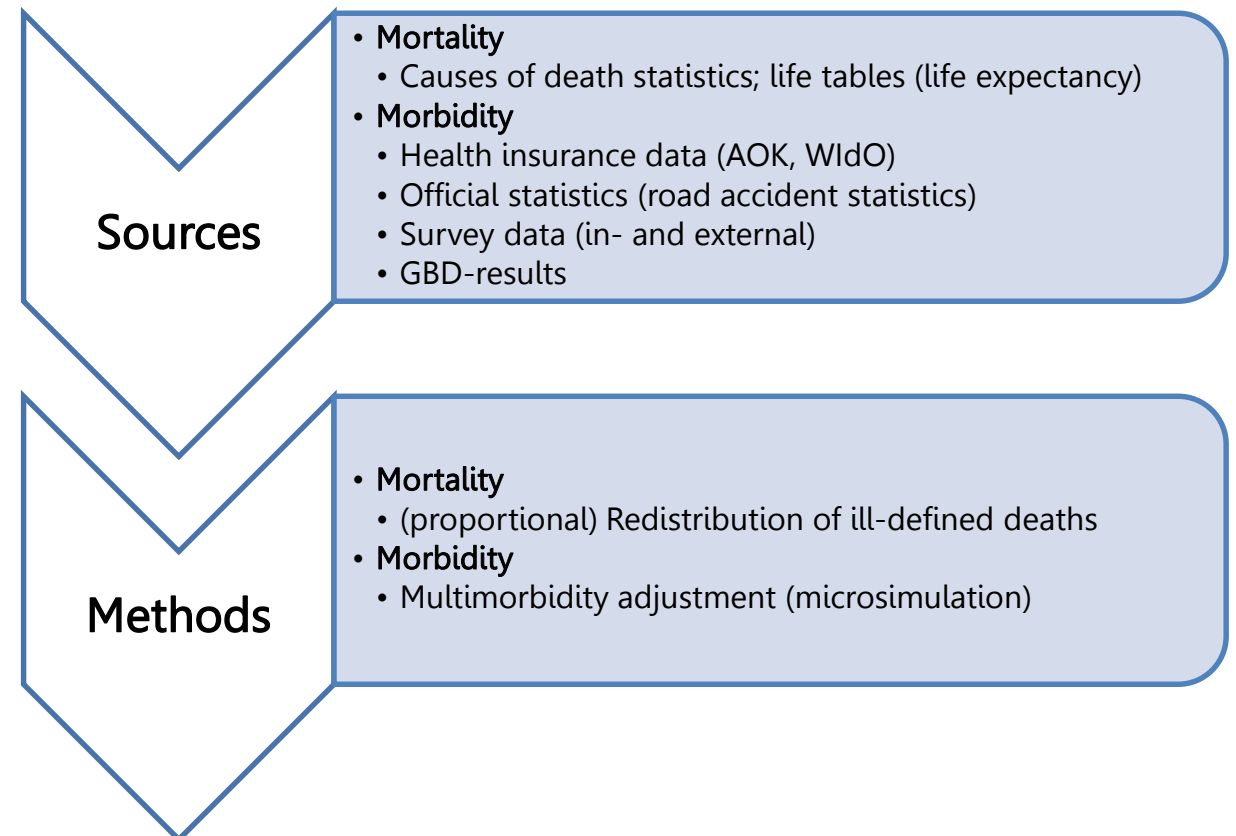 Sources
• Mortality
• Causes of death statistics; life tables (life expectancy)
• Morbidity
• Health insurance data (AOK, WIdO)
• Official statistics (road accident statistics)
• Survey data (in- and external)
• GBD-results
Methods
• Mortality
• (proportional) Redistribution of ill-defined deaths
• Morbidity
• Multimorbidity adjustment (microsimulation)